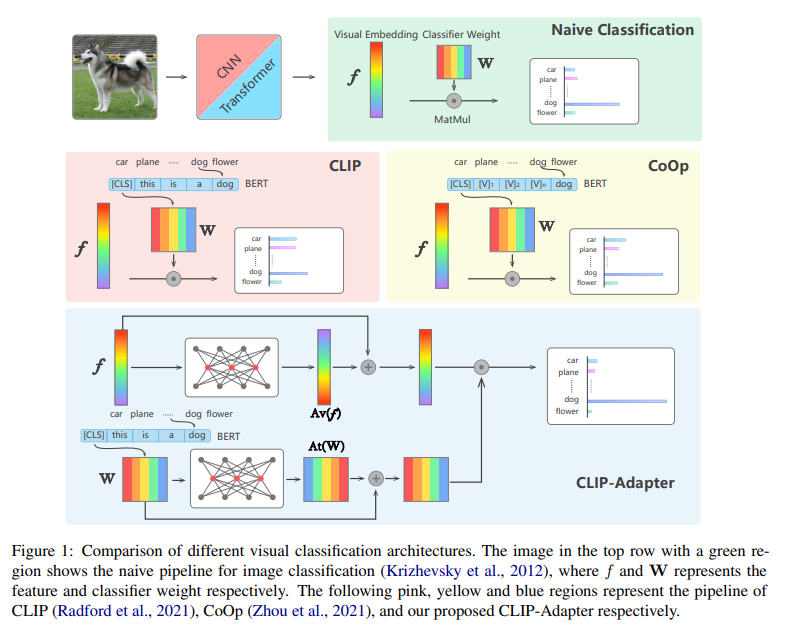 Naive Classification
Visual Embedding Classifier Weight
CNN
Transformer
f
W
MatMul
car
plane
dog
flower
CLIP
car plane ..... dog flower
[CLS] this is a dog BERT
f
W
car
plane
dog
flower
CoOp
car plane ..... dog flower
[CLS] [V]1 [V]2 [V]n dog BERT
f
W
car
plane
dog
flower
f
Av(f)
car plane ..... dog flower
[CLS] this is a dog BERT
W
At(W)
car
plane
dog
flower
CLIP-Adapter
Figure 1: Comparison of different visual classification architectures. The image in the top row with a green re-
gion shows the naive pipeline for image classification (Krizhevsky et al., 2012), where f and W represents the
feature and classifier weight respectively. The following pink, yellow and blue regions represent the pipeline of
CLIP (Radford et al., 2021), CoOp (Zhou et al., 2021), and our proposed CLIP-Adapter respectively.